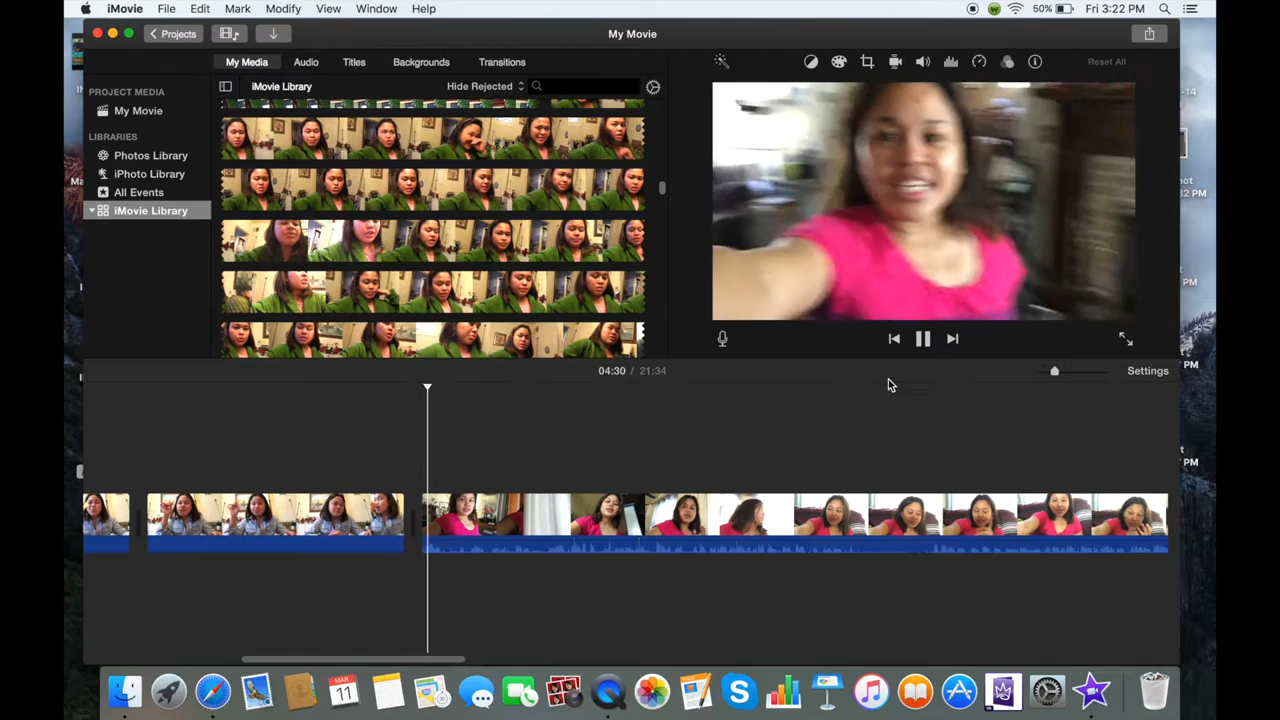 iMovie File Edit Mark Modify View Window Help 50% Fri 3:22 PM
Projects My Movie
My Media Audio Titles Backgrounds Transitions Reset All
iMovie Library Hide Rejected
PROJECT MEDIA
My Movie
LIBRARIES
Photos Library
iPhoto Library
All Events
iMovie Library
04:30 / 21:34 Settings
MAR
11